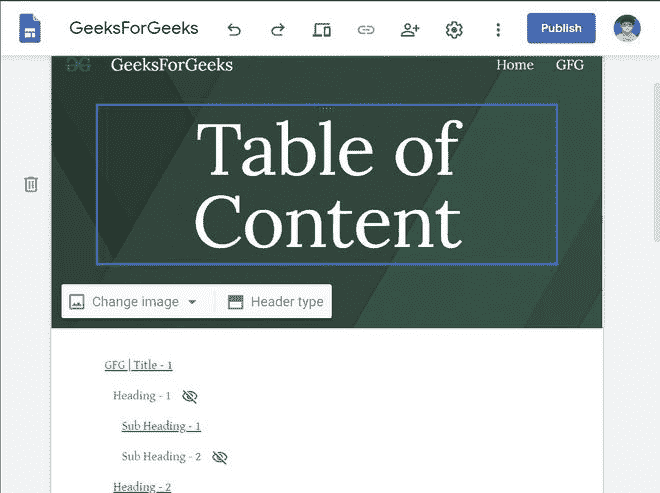 GeeksForGeeks
Publish
GeeksForGeeks Home GFG
Table of
Content
Change image Header type
GFG | Title - 1
Heading - 1
Sub Heading - 1
Sub Heading - 2
Heading - 2